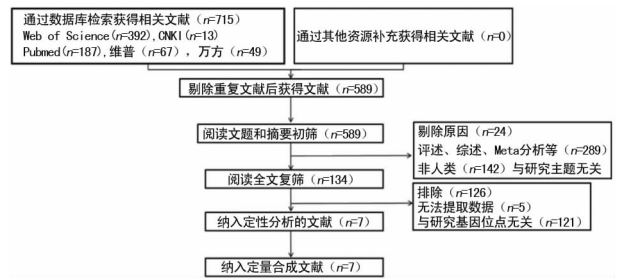 通过数据库检索获得相关文献(n=715)
Web of Science(n=392),CNKI(n=13)
Pubmed(n=187),维普(n=67),万方(n=49)
通过其他资源补充获得相关文献(n=0)
剔除重复文献后获得文献(n=589)
阅读文题和摘要初筛(n=589)
剔除原因(n=24)
评述、综述、Meta分析等(n=289)
非人类(n=142)与研究主题无关
阅读全文复筛(n=134)
排除(n=126)
无法提取数据(n=5)
与研究基因位点无关(n=121)
纳入定性分析的文献(n=7)
纳入定量合成文献(n=7)